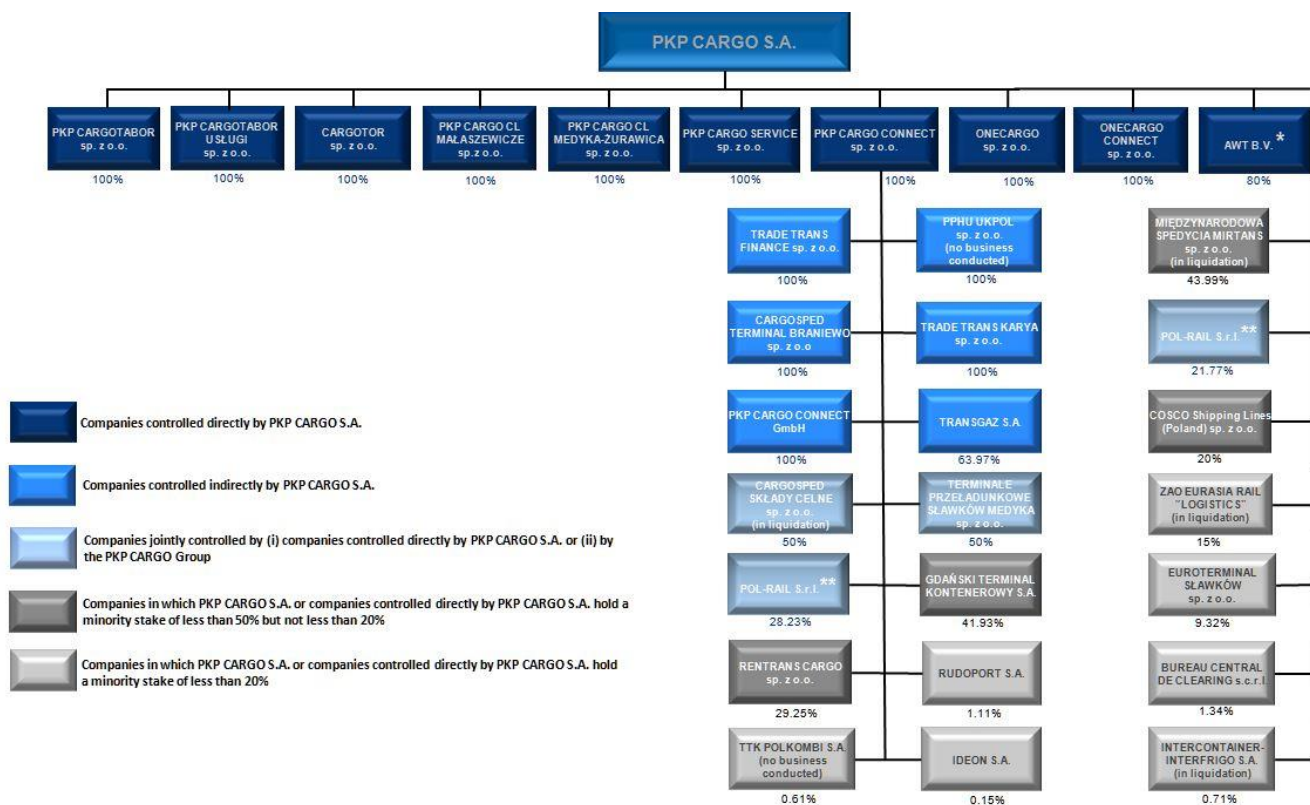 PKP CARGO S.A.
PKP CARGOTABOR
sp. z o.o.
100%
PKP CARGOTABOR
USŁUGI
sp. z o.o.
100%
CARGOTOR
sp. z o.o.
100%
PKP CARGO CL
MAŁASZEWICZE
sp. z o.o.
100%
PKP CARGO CL
MEDYKA-ŻURAWICA
sp. z o.o.
100%
PKP CARGO SERVICE
sp. z o.o.
100%
PKP CARGO CONNECT
sp. z o.o.
100%
ONECARGO
sp. z o.o.
100%
ONECARGO
CONNECT
sp. z o.o.
100%
AWT B.V. *
80%
TRADE TRANS
FINANCE sp. z o.o.
100%
PPHU UKPOL
sp. z o.o.
(no business
conducted)
100%
MIĘDZYNARODOWA
SPEDYCIA MIRTANS
sp. z o.o.
(in liquidation)
43.99%
CARGOSPED
TERMINAL BRANIEWO
sp. z o.o
100%
TRADE TRANS KARYA
sp. z o.o.
100%
POL-RAIL S.r.l. **
21.77%
PKP CARGO CONNECT
GmbH
100%
TRANSGAZ S.A.
63.97%
COSCO Shipping Lines
(Poland) sp. z o.o.
20%
CARGOSPED
SKŁADY CELNE
sp. z o.o.
(in liquidation)
50%
TERMINALE
PRZEŁADUNKOWE
SŁAWKÓW MEDYKA
sp. z o.o.
50%
ZAO EURASIA RAIL
"LOGISTICS"
(in liquidation)
15%
POL-RAIL S.r.l. **
28.23%
GDAŃSKI TERMINAL
KONTENEROWY S.A.
41.93%
EUROTERMINAL
SŁAWKÓW
sp. z o.o.
9.32%
RENTRANS CARGO
sp. z o.o.
29.25%
RUDOPORT S.A.
1.11%
BUREAU CENTRAL
DE CLEARING s.c.r.l.
1.34%
TTK POLKOMBI S.A.
(no business
conducted)
0.61%
IDEON S.A.
0.15%
INTERCONTAINER-
INTERFRIGO S.A.
(in liquidation)
0.71%
Companies controlled directly by PKP CARGO S.A.
Companies controlled indirectly by PKP CARGO S.A.
Companies jointly controlled by (i) companies controlled directly by PKP CARGO S.A. or (ii) by
the PKP CARGO Group
Companies in which PKP CARGO S.A. or companies controlled directly by PKP CARGO S.A. hold a
minority stake of less than 50% but not less than 20%
Companies in which PKP CARGO S.A. or companies controlled directly by PKP CARGO S.A. hold
a minority stake of less than 20%